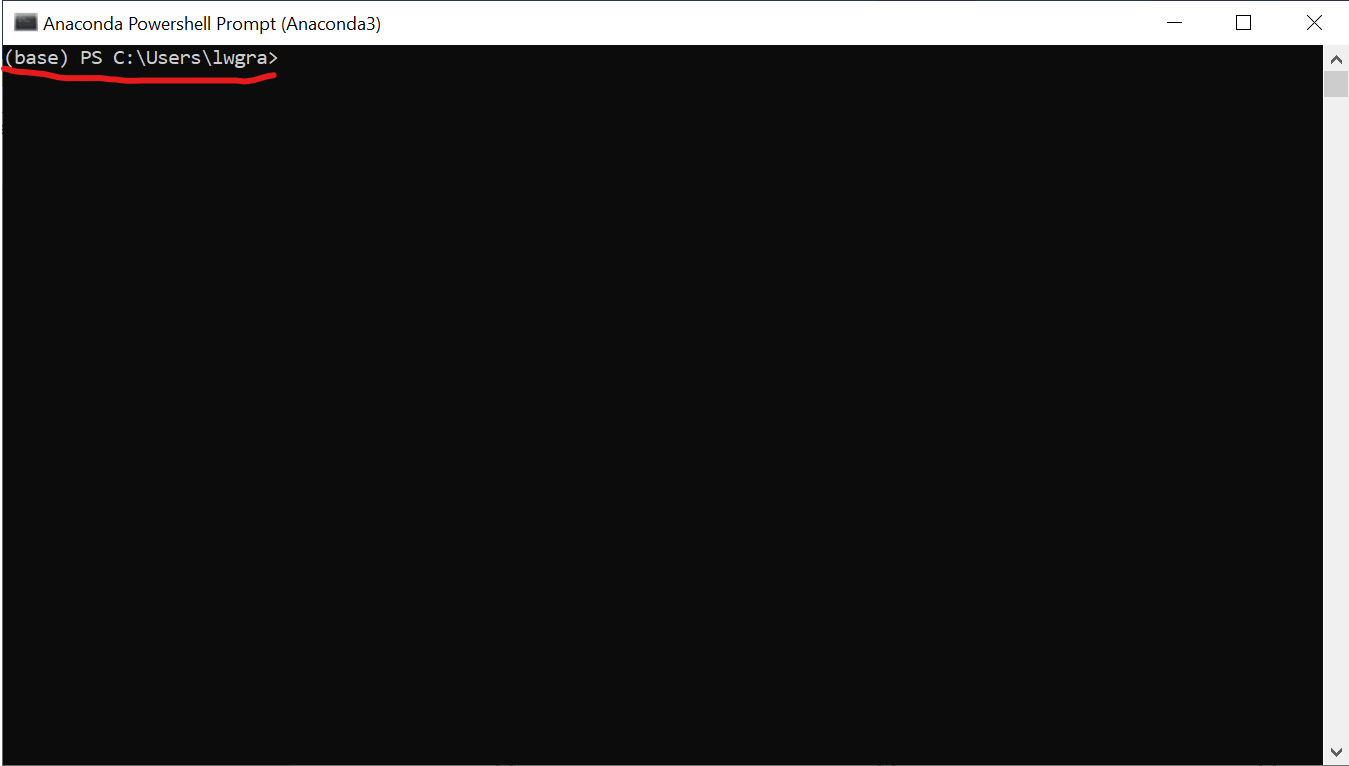 Anaconda Powershell Prompt (Anaconda3)
(base) PS C:\Users\lwgra>